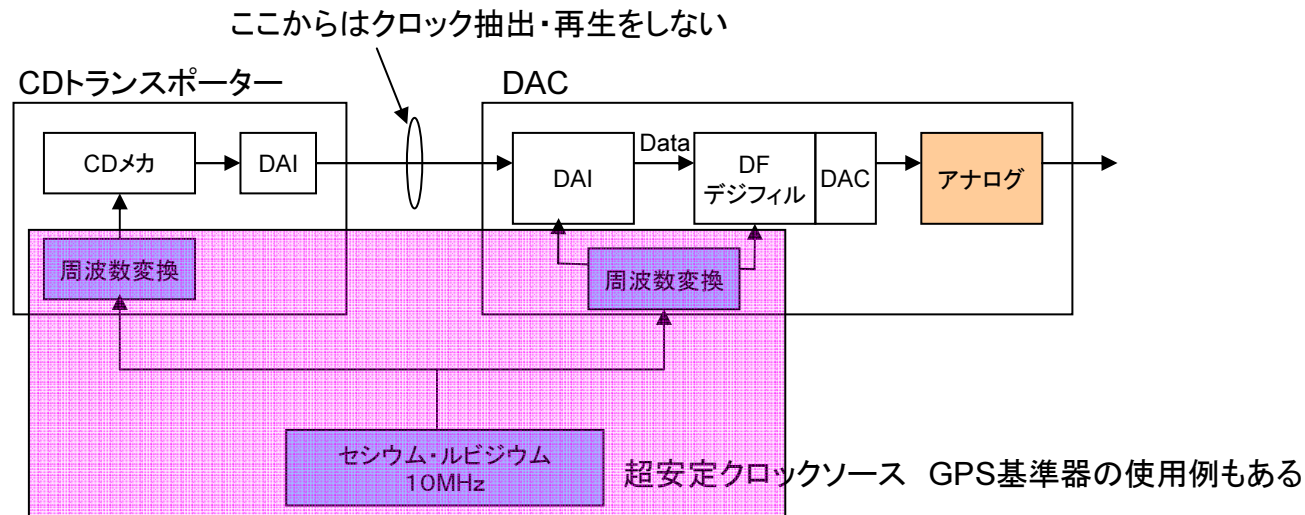 ここからはクロック抽出・再生をしない
CDトランスポーター
DAC
CDメカ
DAI
DAI
Data
DF
デジフィル
DAC
アナログ
周波数変換
周波数変換
セシウム・ルビジウム
10MHz
超安定クロックソース GPS基準器の使用例もある